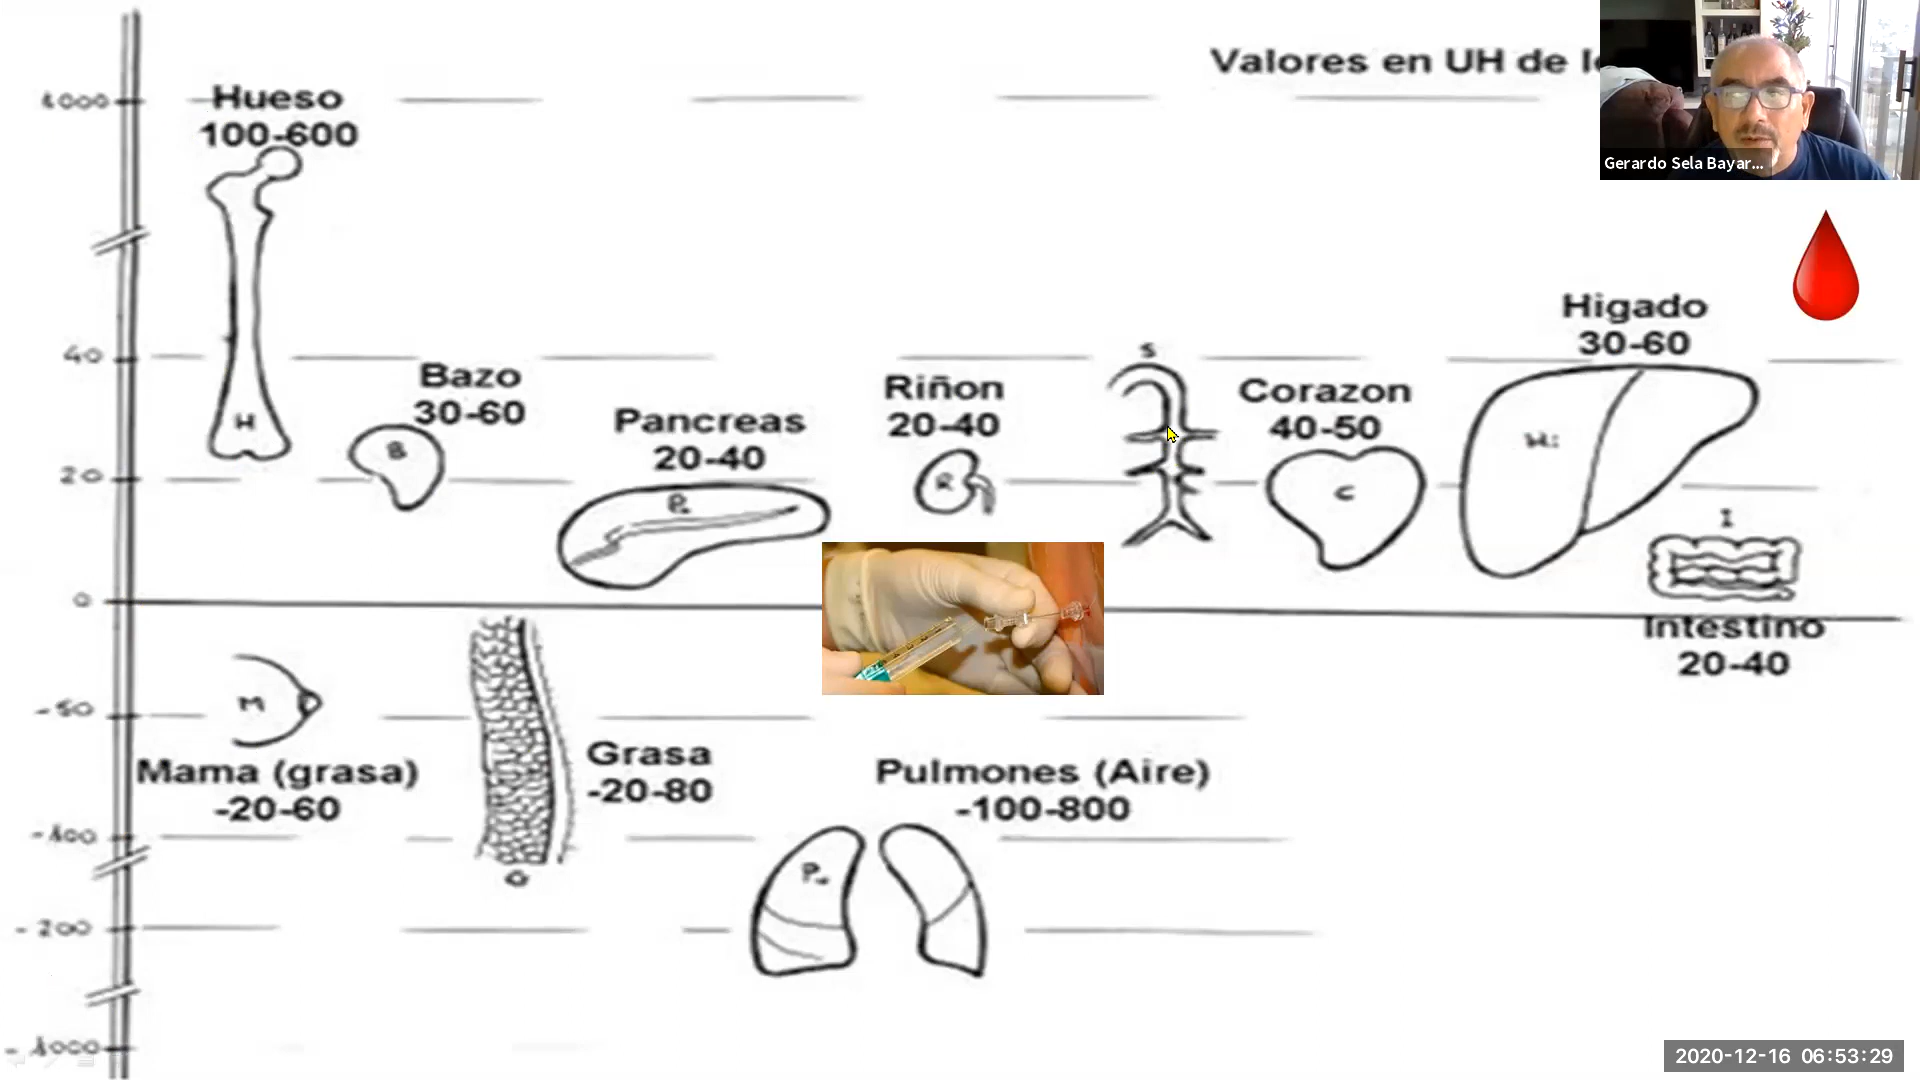 Valores en UH de l
Gerardo Sela Bayar...
1000
Hueso
100-600
Higado
30-60
40
S
Bazo
30-60
Riñon
20-40
Corazon
40-50
Pancreas
20-40
H
B
Hi
20
P.
R
C
I
0
Intestino
20-40
M
-50
Mama (grasa)
-20-60
Grasa
-20-80
Pulmones (Aire)
-100-800
-100
G
P.
-200
-1000
2020-12-16 06:53:29